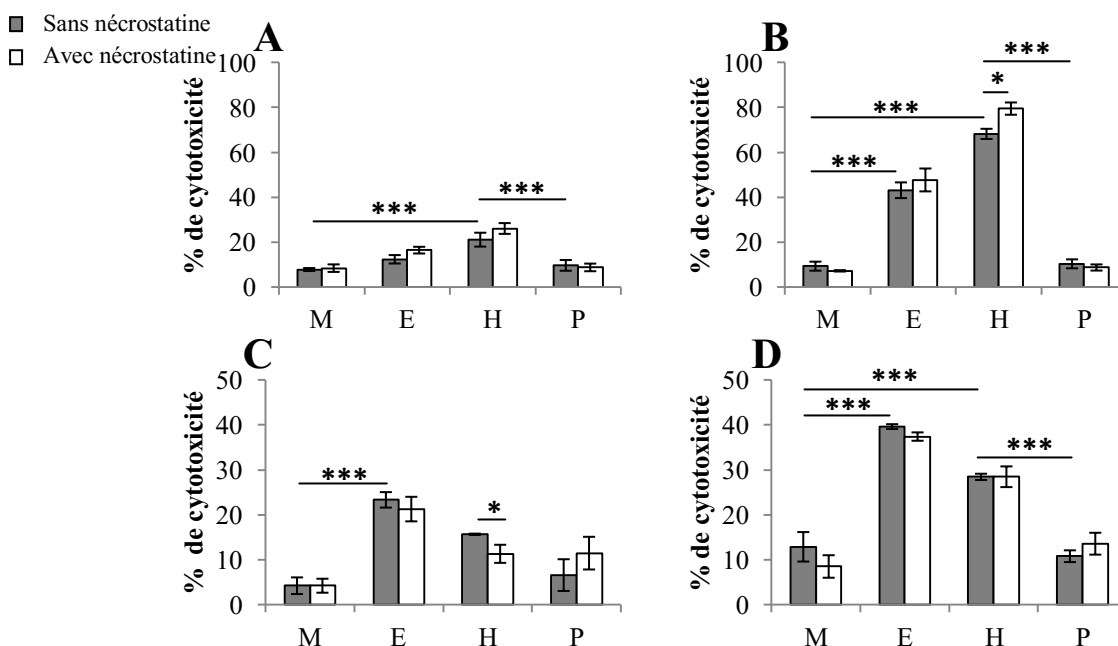 Sans nécrostatine
Avec nécrostatine
A
% de cytotoxicité
100
80
60
40
20
0
***
***
M E H P
B
% de cytotoxicité
100
80
60
40
20
0
***
*
***
***
M E H P
C
% de cytotoxicité
50
40
30
20
10
0
***
*
M E H P
D
% de cytotoxicité
50
40
30
20
10
0
***
***
***
M E H P